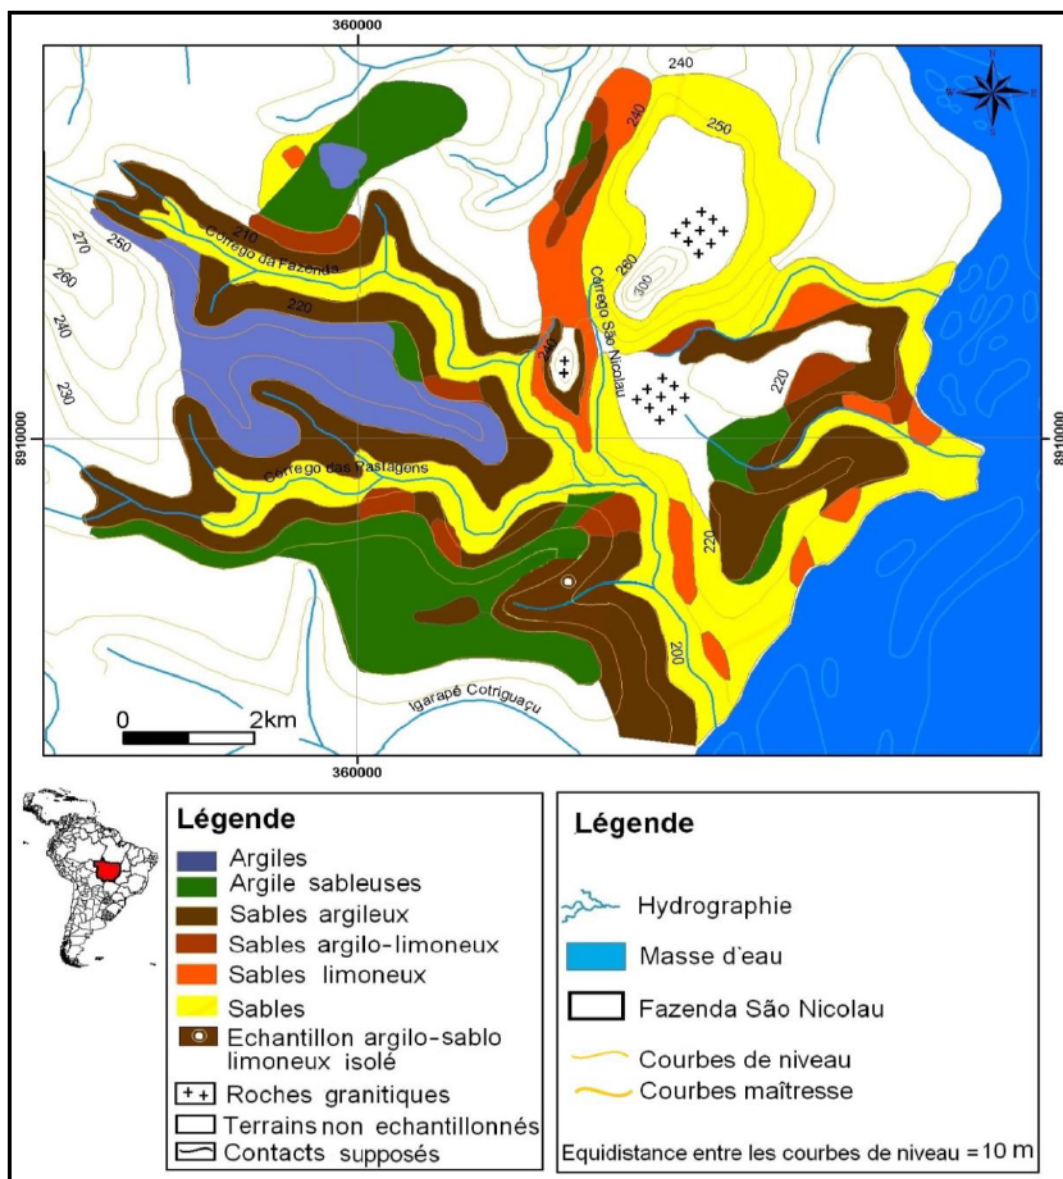 360000
240
N
W E
S
240
250
270
250
210
Córrego da Fazenda
260
260
300
240
220
Córrego São Nicolau
240
230
220
8910000
8910000
Córrego das Pastagens
220
200
0 2km
Igarapé Cotriguaçu
360000
Légende
Argiles
Argile sableuses
Sables argileux
Sables argilo-limoneux
Sables limoneux
Sables
Echantillon argilo-sablo
limoneux isolé
Roches granitiques
Terrains non echantillonnés
Contacts supposés
Légende
Hydrographie
Masse d'eau
Fazenda São Nicolau
Courbes de niveau
Courbes maîtresse
Equidistance entre les courbes de niveau = 10 m